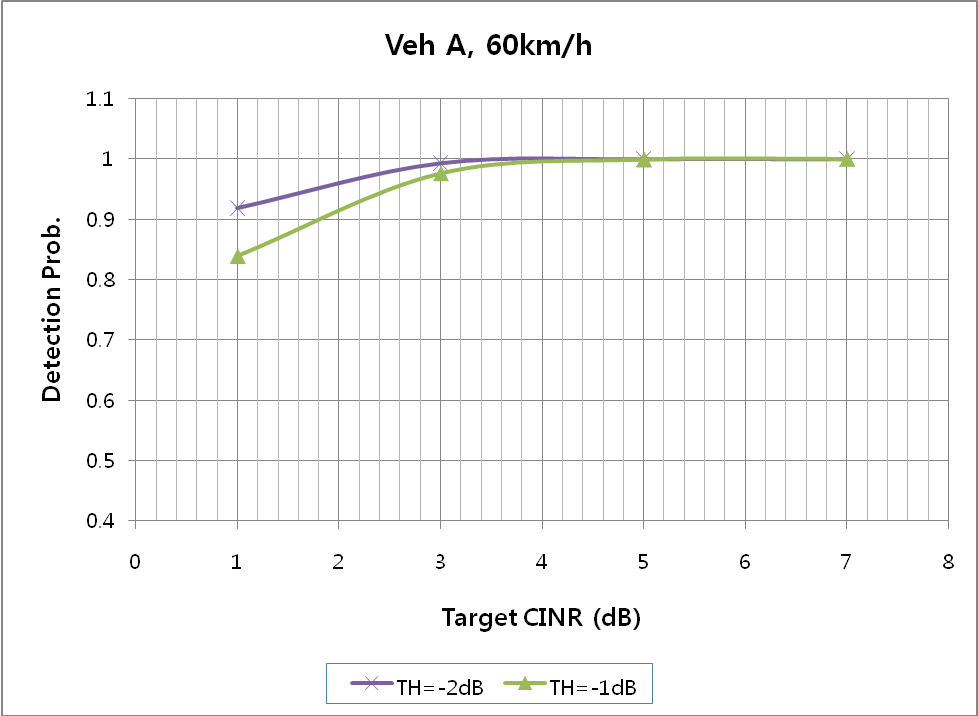 Veh A, 60km/h
1.1
1
0.9
0.8
0.7
0.6
0.5
0.4
Detection Prob.
0 1 2 3 4 5 6 7 8
Target CINR (dB)
TH=-2dB TH=-1dB